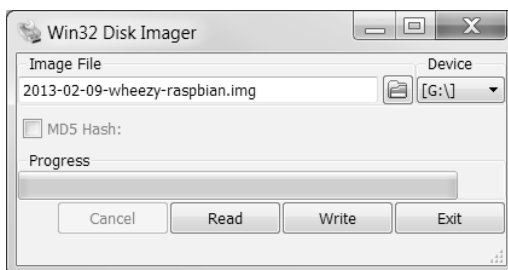 Win32 Disk Imager
Image File Device
2013-02-09-wheezy-raspbian.img [G:\]
MD5 Hash:
Progress
Cancel Read Write Exit